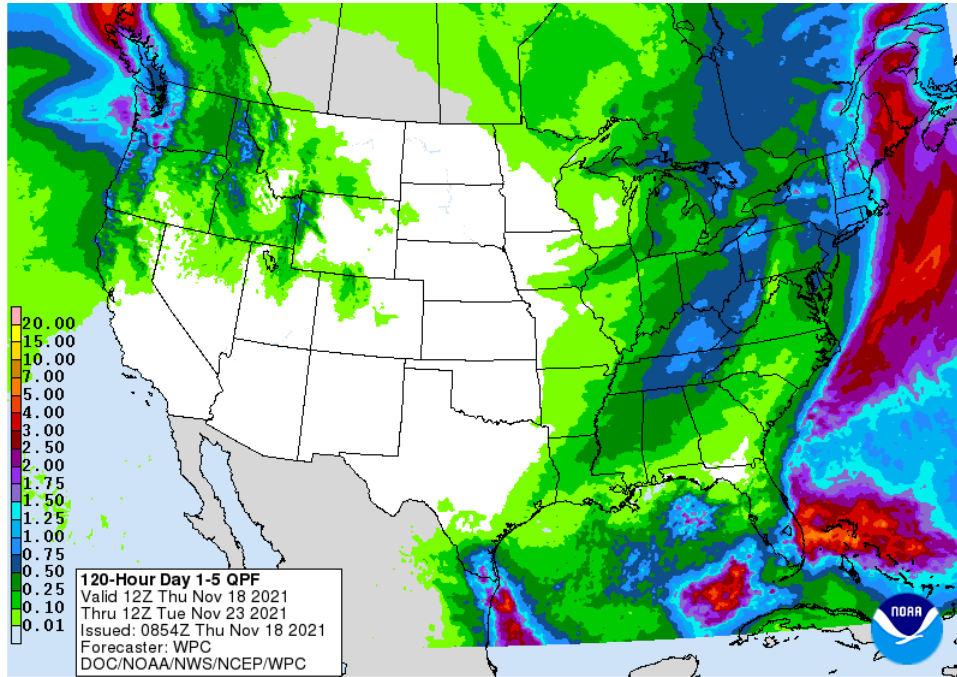 20.00
15.00
10.00
7.00
5.00
4.00
3.00
2.50
2.00
1.75
1.50
1.25
1.00
0.75
0.50
0.25
0.10
0.01
120-Hour Day 1-5 QPF
Valid 12Z Thu Nov 18 2021
Thru 12Z Tue Nov 23 2021
Issued: 0854Z Thu Nov 18 2021
Forecaster: WPC
DOC/NOAA/NWS/NCEP/WPC
NOAA